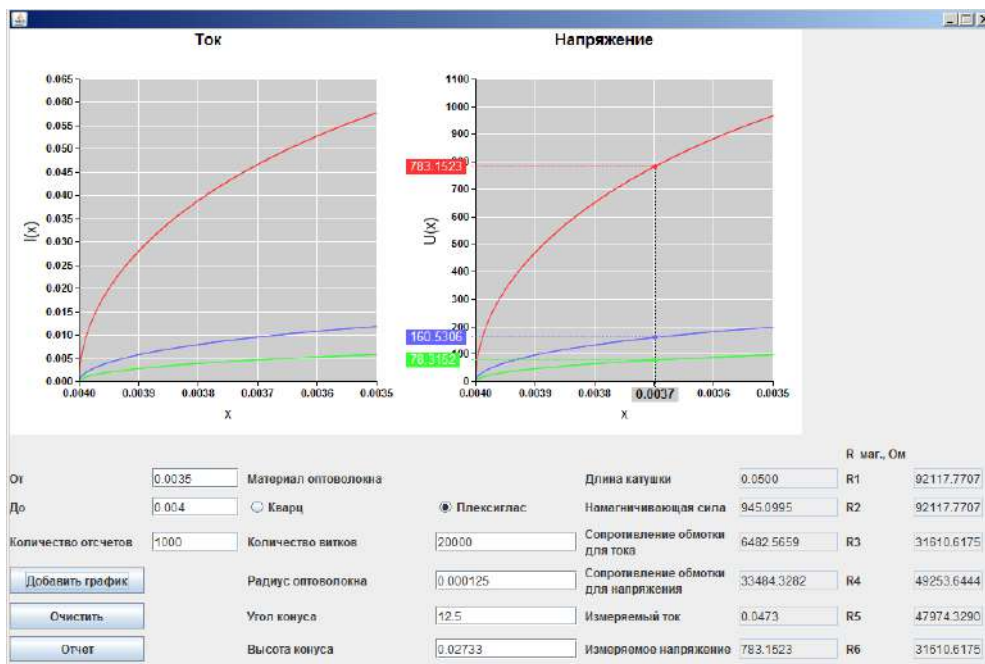 Ток
0.065
0.060
0.055
0.050
0.045
0.040
0.035
0.030
0.025
0.020
0.015
0.010
0.005
0.000
I(x)
0.0040 0.0039 0.0038 0.0037 0.0036 0.0035
x
Напряжение
1100
1000
900
800
783.1523
700
600
500
400
300
200
160.5306
100
78.3152
0
U(x)
0.0040 0.0039 0.0038 0.0037 0.0036 0.0035
x
R маг., Ом
От 0.0035 Материал оптоволокна Длина катушки 0.0500 R1 92117.7707
До 0.004 Кварц Плексиглас Намагничивающая сила 945.0995 R2 92117.7707
Количество отсчетов 1000 Количество витков 20000 Сопротивление обмотки для тока 6482.5659 R3 31610.6175
Добавить график Радиус оптоволокна 0.000125 Сопротивление обмотки для напряжения 33484.3282 R4 49253.6444
Очистить Угол конуса 12.5 Измеряемый ток 0.0473 R5 47974.3290
Отчет Высота конуса 0.02733 Измеряемое напряжение 783.1523 R6 31610.6175